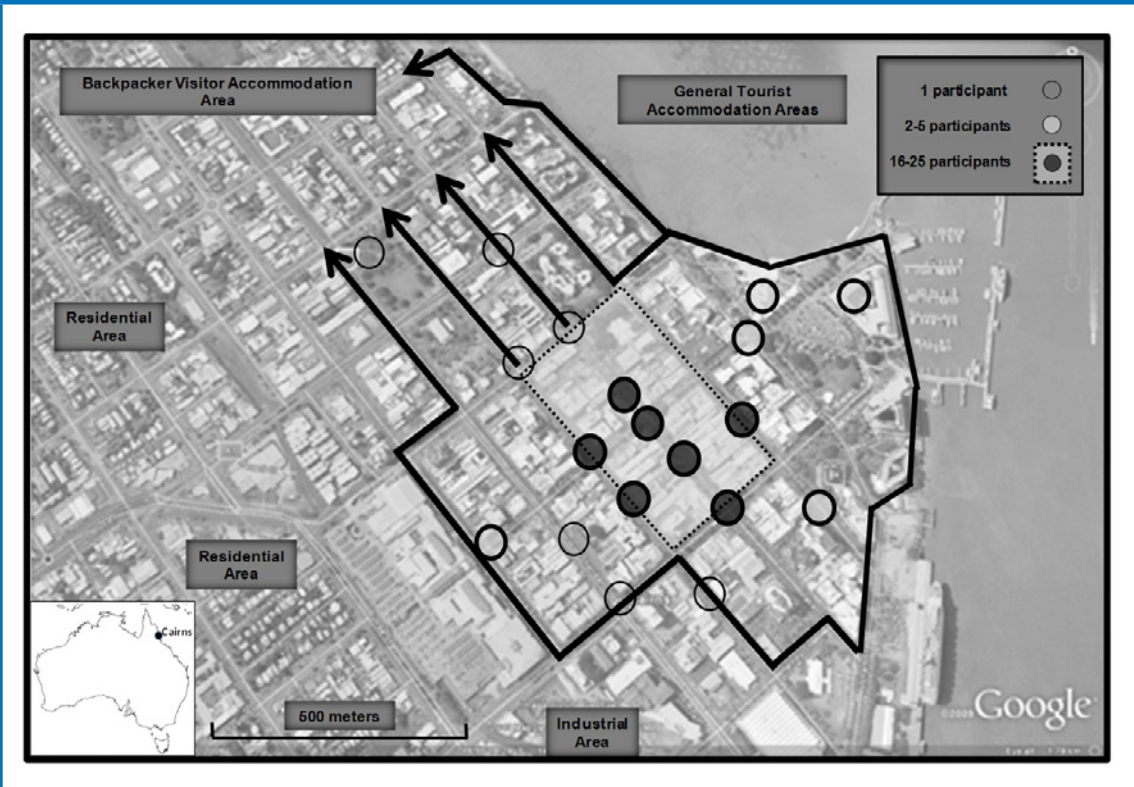 Backpacker Visitor Accommodation
Area
General Tourist
Accommodation Areas
1 participant
2-5 participants
16-25 participants
Residential
Area
Residential
Area
Cairns
500 meters
Industrial
Area
©2009 Google